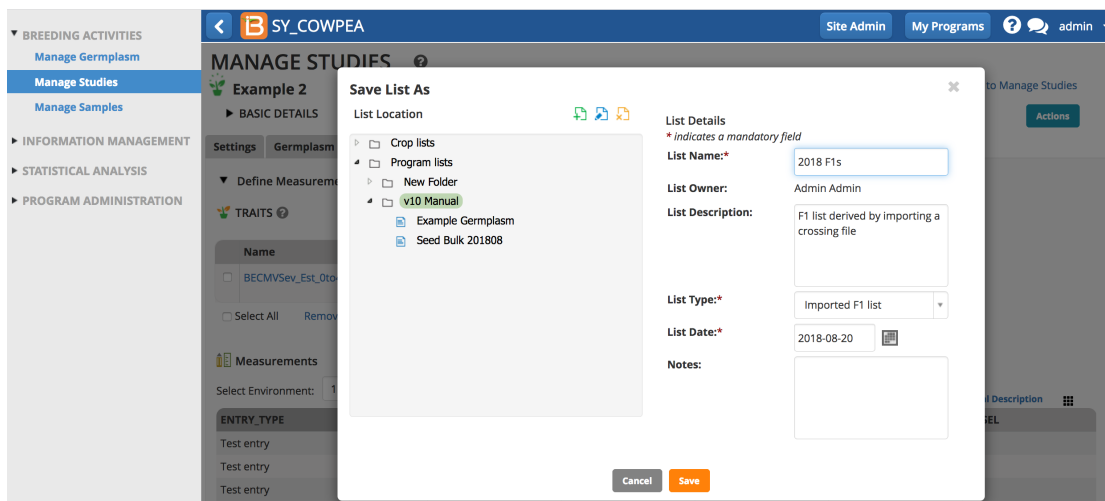 BREEDING ACTIVITIES
Manage Germplasm
Manage Studies
Manage Samples
INFORMATION MANAGEMENT
STATISTICAL ANALYSIS
PROGRAM ADMINISTRATION
SY_COWPEA
Site Admin
My Programs
admin
MANAGE STUDIES
Example 2
to Manage Studies
BASIC DETAILS
Actions
Settings
Germplasm
Define Measureme
TRAITS
Name
BECMVSev_Est_0to
Select All
Remov
Measurements
Select Environment: 1
l Description
ENTRY_TYPE
SEL
Test entry
Test entry
Test entry
Save List As
List Location
Crop lists
Program lists
New Folder
v10 Manual
Example Germplasm
Seed Bulk 201808
List Details
* indicates a mandatory field
List Name:* 2018 F1s
List Owner: Admin Admin
List Description: F1 list derived by importing a
crossing file
List Type:* Imported F1 list
List Date:* 2018-08-20
Notes:
Cancel
Save